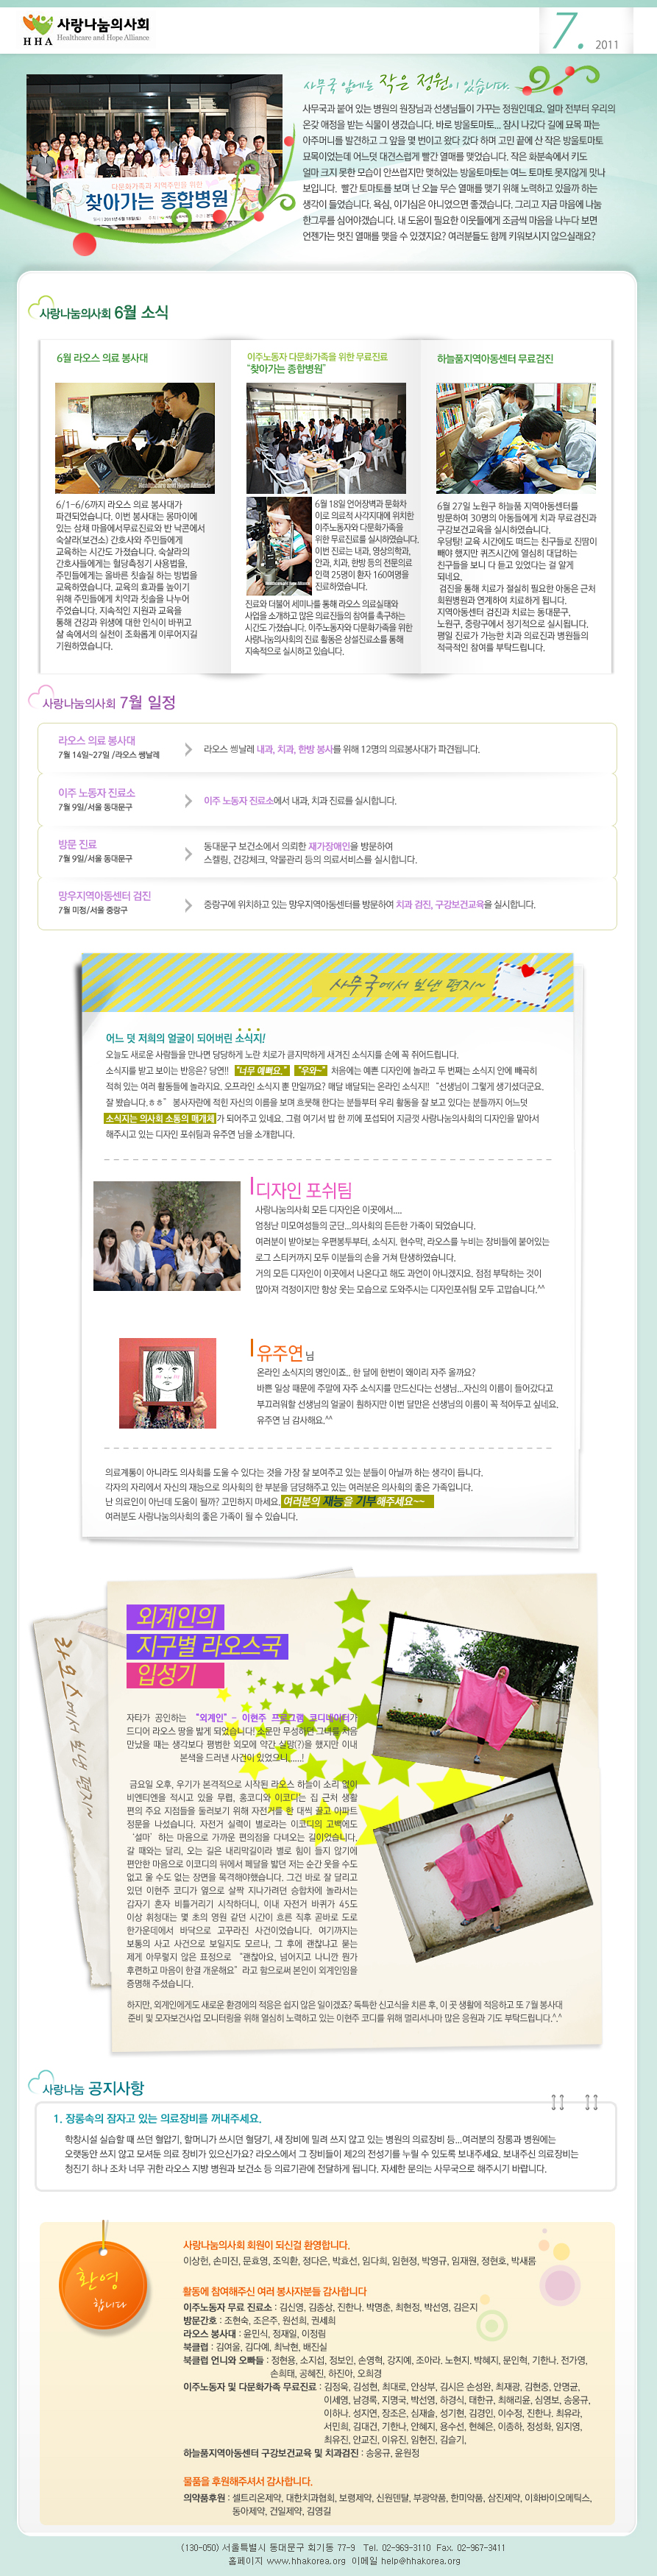 사랑나눔의사회
HHA Healthcare and Hope Alliance
7. 2011
사무국 앞에는 작은 정원이 있습니다.
사무국과 붙어 있는 병원의 원장님과 선생님들이 가꾸는 정원인데요. 얼마 전부터 우리의
온갖 애정을 받는 식물이 생겼습니다. 바로 방울토마토... 잠시 나갔다 길에 묘목 파는
아주머니를 발견하고 그 앞을 몇 번이고 왔다 갔다 하며 고민 끝에 산 작은 방울토마토
묘목이었는데 어느덧 대견스럽게 빨간 열매를 맺었습니다. 작은 화분속에서 키도
얼마 크지 못한 모습이 안쓰럽지만 맺혀있는 방울토마토는 여느 토마토 못지않게 맛나
보입니다. 빨간 토마토를 보며 난 오늘 무슨 열매를 맺기 위해 노력하고 있을까 하는
생각이 들었습니다. 욕심, 이기심은 아니었으면 좋겠습니다. 그리고 지금 마음에 나눔
한그루를 심어야겠습니다. 내 도움이 필요한 이웃들에게 조금씩 마음을 나누다 보면
언젠가는 멋진 열매를 맺을 수 있겠지요? 여러분들도 함께 키워보시지 않으실래요?
다문화가족과 지역주민을 위한
찾아가는 종합병원
사랑나눔의사회 6월 소식
6월 라오스 의료 봉사대
Healthcare and Hope Alliance
6/1~6/6까지 라오스 의료 봉사대가
파견되었습니다. 이번 봉사대는 몽마이에
있는 삼채 마을에서무료진료와 반 낙콘에서
숙살라(보건소) 간호사와 주민들에게
교육하는 시간도 가졌습니다. 숙살라의
간호사들에게는 혈당측정기 사용법을,
주민들에게는 올바른 칫솔질 하는 방법을
교육하였습니다. 교육의 효과를 높이기
위해 주민들에게 치약과 칫솔을 나누어
주었습니다. 지속적인 지원과 교육을
통해 건강과 위생에 대한 인식이 바뀌고
삶 속에서의 실천이 조화롭게 이루어지길
기원하였습니다.
이주노동자 다문화가족을 위한 무료진료
"찾아가는 종합병원"
6월 18일 언어장벽과 문화차
이로 의료적 사각지대에 위치한
이주노동자와 다문화가족을
위한 무료진료를 실시하였습니다.
이번 진료는 내과, 영상의학과,
안과, 치과, 한방 등의 전문의료
인력 25명이 환자 160여명을
진료하였습니다.
진료와 더불어 세미나를 통해 라오스 의료실태와
사업을 소개하고 많은 의료진들의 참여를 촉구하는
시간도 가졌습니다. 이주노동자와 다문화가족을 위한
사랑나눔의사회의 진료 활동은 상설진료소를 통해
지속적으로 실시하고 있습니다.
하늘품지역아동센터 무료검진
6월 27일 노원구 하늘품 지역아동센터를
방문하여 30명의 아동들에게 치과 무료검진과
구강보건교육을 실시하였습니다.
우당탕! 교육 시간에도 떠드는 친구들로 진땀이
빼야 했지만 퀴즈시간에 열심히 대답하는
친구들을 보니 다 듣고 있었다는 걸 알게
되네요.
검진을 통해 치료가 절실히 필요한 아동은 근처
회원병원과 연계하여 치료하게 됩니다.
지역아동센터 검진과 치료는 동대문구,
노원구, 중랑구에서 정기적으로 실시됩니다.
평일 진료가 가능한 치과 의료진과 병원들의
적극적인 참여를 부탁드립니다.
사랑나눔의사회 7월 일정
라오스 의료 봉사대
7월 14일~27일 /라오스 쌩날레
라오스 씽날레 내과, 치과, 한방 봉사를 위해 12명의 의료봉사대가 파견됩니다.
이주 노동자 진료소
7월 9일/서울 동대문구
이주 노동자 진료소에서 내과, 치과 진료를 실시합니다.
방문 진료
7월 9일/서울 동대문구
동대문구 보건소에서 의뢰한 재가장애인을 방문하여
스켈링, 건강체크, 약물관리 등의 의료서비스를 실시합니다.
망우지역아동센터 검진
7월 미정/서울 중랑구
중랑구에 위치하고 있는 망우지역아동센터를 방문하여 치과 검진, 구강보건교육을 실시합니다.
사무국에서 보낸 편지~
어느 덧 저희의 얼굴이 되어버린 소식지!
오늘도 새로운 사람들을 만나면 당당하게 노란 치로가 큼지막하게 새겨진 소식지를 손에 꼭 쥐어드립니다.
소식지를 받고 보이는 반응은? 당연!! "너무 예뻐요." "우와~" 처음에는 예쁜 디자인에 놀라고 두 번째는 소식지 안에 빼곡히
적혀 있는 여러 활동들에 놀라지요. 오프라인 소식지 뿐 만일까요? 매달 배달되는 온라인 소식지!! "선생님이 그렇게 생기셨더군요.
잘 봤습니다.ㅎㅎ" 봉사자란에 적힌 자신의 이름을 보며 흐뭇해 한다는 분들부터 우리 활동을 잘 보고 있다는 분들까지 어느덧
소식지는 의사회 소통의 매개체가 되어주고 있네요. 그럼 여기서 밥 한 끼에 포섭되어 지금껏 사랑나눔의사회의 디자인을 맡아서
해주시고 있는 디자인 포쉬팀과 유주연 님을 소개합니다.
디자인 포쉬팀
사랑나눔의사회 모든 디자인은 이곳에서....
엄청난 미모여성들의 군단...의사회의 든든한 가족이 되었습니다.
여러분이 받아보는 우편봉투부터, 소식지. 현수막, 라오스를 누비는 장비들에 붙어있는
로그 스티커까지 모두 이분들의 손을 거쳐 탄생하였습니다.
거의 모든 디자인이 이곳에서 나온다고 해도 과언이 아니겠지요. 점점 부탁하는 것이
많아져 걱정이지만 항상 웃는 모습으로 도와주시는 디자인포쉬팀 모두 고맙습니다.^^
유주연 님
온라인 소식지의 명인이죠.. 한 달에 한번이 왜이리 자주 올까요?
바쁜 일상 때문에 주말에 자주 소식지를 만드신다는 선생님...자신의 이름이 들어갔다고
부끄러워할 선생님의 얼굴이 훤하지만 이번 달만은 선생님의 이름이 꼭 적어두고 싶네요.
유주연 님 감사해요.^^
의료계통이 아니라도 의사회를 도울 수 있다는 것을 가장 잘 보여주고 있는 분들이 아닐까 하는 생각이 듭니다.
각자의 자리에서 자신의 재능으로 의사회의 한 부분을 담당해주고 있는 여러분은 의사회의 좋은 가족입니다.
난 의료인이 아닌데 도움이 될까? 고민하지 마세요. 여러분의 재능을 기부해주세요~~
여러분도 사랑나눔의사회의 좋은 가족이 될 수 있습니다.
라오스에서 보낸 편지~
외계인의
지구별 라오스국
입성기
자타가 공인하는 "외계인" - 이현주 프로그램 코디네이터가
드디어 라오스 땅을 밟게 되었습니다! 소문만 무성하던 그녀를 처음
만났을 때는 생각보다 평범한 외모에 약간 실망(?)을 했지만 이내
본색을 드러낸 사건이 있었으니......!
금요일 오후, 우기가 본격적으로 시작된 라오스 하늘이 소리 없이
비엔티엔을 적시고 있을 무렵, 홍코디와 이코디는 집 근처 생활
편의 주요 지점들을 둘러보기 위해 자전거를 한 대씩 끌고 아파트
정문을 나섰습니다. 자전거 실력이 별로라는 이코디의 고백에도
'설마' 하는 마음으로 가까운 편의점을 다녀오는 길이었습니다.
갈 때와는 달리, 오는 길은 내리막길이라 별로 힘이 들지 않기에
편안한 마음으로 이코디의 뒤에서 페달을 밟던 저는 순간 웃을 수도
없고 울 수도 없는 장면을 목격해야했습니다. 그건 바로 잘 달리고
있던 이현주 코디가 옆으로 살짝 지나가려던 승합차에 놀라서는
갑자기 혼자 비틀거리기 시작하더니, 이내 자전거 바퀴가 45도
이상 휘청대는 몇 초의 영원 같던 시간이 흐른 직후 곧바로 도로
한가운데에서 바닥으로 고꾸라진 사건이었습니다. 여기까지는
보통의 사고 사건으로 보일지도 모르나, 그 후에 괜찮냐고 묻는
제게 아무렇지 않은 표정으로 "괜찮아요, 넘어지고 나니깐 뭔가
후련하고 마음이 한결 개운해요" 라고 함으로써 본인이 외계인임을
증명해 주셨습니다.
하지만, 외계인에게도 새로운 환경에의 적응은 쉽지 않은 일이겠죠? 독특한 신고식을 치른 후, 이 곳 생활에 적응하고 또 7월 봉사대
준비 및 모자보건사업 모니터링을 위해 열심히 노력하고 있는 이현주 코디를 위해 멀리서나마 많은 응원과 기도 부탁드립니다.^.^
사랑나눔 공지사항
1. 장롱속의 잠자고 있는 의료장비를 꺼내주세요.
학창시설 실습할 때 쓰던 혈압기, 할머니가 쓰시던 혈당기, 새 장비에 밀려 쓰지 않고 있는 병원의 의료장비 등...여러분의 장롱과 병원에는
오랫동안 쓰지 않고 모셔둔 의료 장비가 있으신가요? 라오스에서 그 장비들이 제2의 전성기를 누릴 수 있도록 보내주세요. 보내주신 의료장비는
청진기 하나 조차 너무 귀한 라오스 지방 병원과 보건소 등 의료기관에 전달하게 됩니다. 자세한 문의는 사무국으로 해주시기 바랍니다.
환영합니다
사랑나눔의사회 회원이 되신걸 환영합니다.
이상헌, 손미진, 문효영, 조익환, 정다은, 박효선, 임다희, 임현정, 박영규, 임재원, 정현호, 박새롬
활동에 참여해주신 여러 봉사자분들 감사합니다
이주노동자 무료 진료소 : 김신영, 김종상, 진한나. 박명춘, 최현정, 박선영, 김은지
방문간호 : 조현숙, 조은주, 원선희, 권세희
라오스 봉사대 : 윤민식, 정재일, 이정림
북클럽 : 김여울, 김다예, 최낙현, 배진실
북클럽 언니와 오빠들 : 정현용, 소지섭, 정보인, 손영혁, 강지예, 조아라. 노현지. 박혜지, 문인혁, 기한나. 전가영,
손희태, 공혜진, 하진아, 오희경
이주노동자 및 다문화가족 무료진료 : 김정욱, 김성현, 최대로, 안상부, 김시은 손성완, 최재광, 김현중, 안명균,
이세영, 남경록, 지명국, 박선영, 하경식, 태한규, 최해리윤, 심영보, 송웅규,
이하나. 성지연, 장조은, 심재솔, 성기현, 김경인, 이수정, 진한나. 최유라,
서민희, 김대건, 기한나, 안혜지, 용수선, 현혜은, 이종하, 정성화, 임지영,
최유진, 안교진, 이유진, 임현진, 김슬기,
하늘품지역아동센터 구강보건교육 및 치과검진 : 송웅규, 윤원정
물품을 후원해주셔서 감사합니다.
의약품후원 : 셀트리온제약, 대한치과협회, 보령제약, 신원덴탈, 부광약품, 한미약품, 삼진제약, 이화바이오메딕스,
동아제약, 건일제약, 김영길
(130-050) 서울특별시 동대문구 회기동 77-9 Tel. 02-969-3110 Fax. 02-967-3411
홈페이지 www.hhakorea.org 이메일 help@hhakorea.org